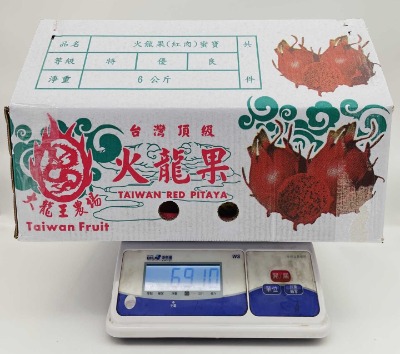 品名 火龍果(紅肉)蜜寶 共
等級 特 優 良
淨重 6公斤 件
台灣頂級
火龍果
TAIWAN RED PITAYA
火龍王農場
Taiwan Fruit
6910